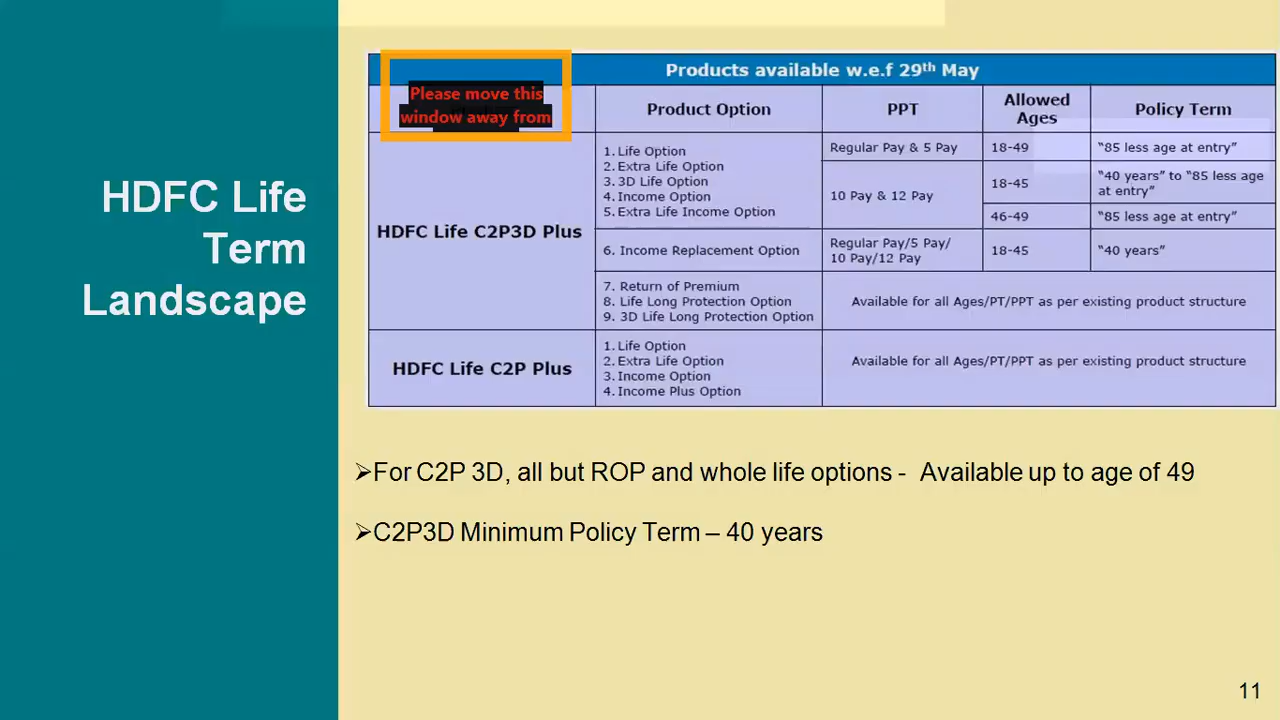 HDFC Life
Term
Landscape
Products available w.e.f 29th May
Please move this
window away from
Product Option
PPT
Allowed
Ages
Policy Term
HDFC Life C2P3D Plus
1. Life Option
2. Extra Life Option
3. 3D Life Option
4. Income Option
5. Extra Life Income Option
Regular Pay & 5 Pay
18-49
“85 less age at entry”
10 Pay & 12 Pay
18-45
“40 years” to “85 less age
at entry”
46-49
“85 less age at entry”
6. Income Replacement Option
Regular Pay/5 Pay/
10 Pay/12 Pay
18-45
“40 years”
7. Return of Premium
8. Life Long Protection Option
9. 3D Life Long Protection Option
Available for all Ages/PT/PPT as per existing product structure
HDFC Life C2P Plus
1. Life Option
2. Extra Life Option
3. Income Option
4. Income Plus Option
Available for all Ages/PT/PPT as per existing product structure
➢For C2P 3D, all but ROP and whole life options - Available up to age of 49
➢C2P3D Minimum Policy Term – 40 years
11